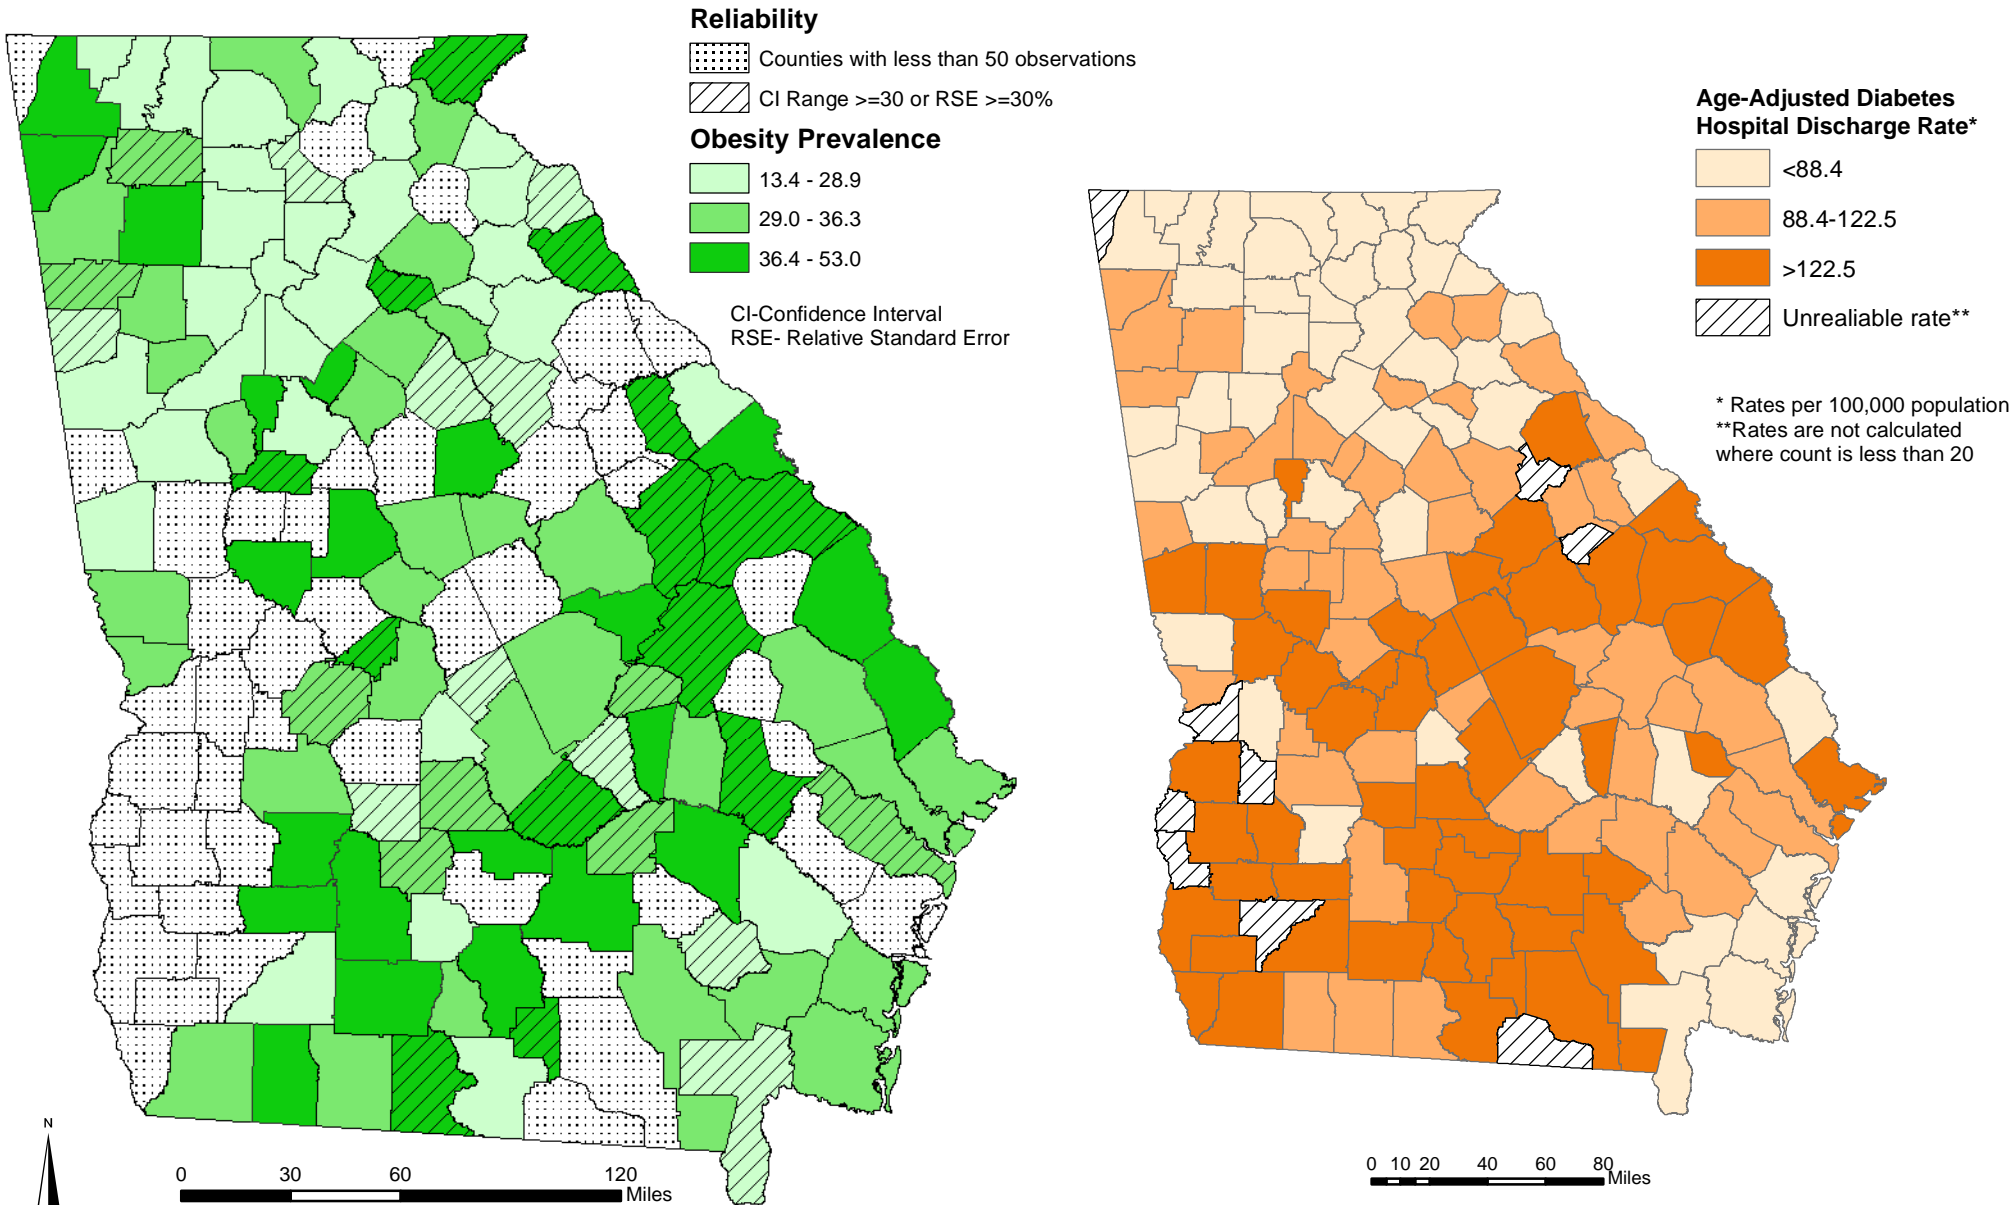 Reliability
Counties with less than 50 observations
CI Range >=30 or RSE >=30%
Obesity Prevalence
13.4 - 28.9
29.0 - 36.3
36.4 - 53.0
CI-Confidence Interval
RSE- Relative Standard Error
N
0 30 60 120
Miles
Age-Adjusted Diabetes
Hospital Discharge Rate*
<88.4
88.4-122.5
>122.5
Unrealiable rate**
* Rates per 100,000 population
**Rates are not calculated
where count is less than 20
0 10 20 40 60 80
Miles